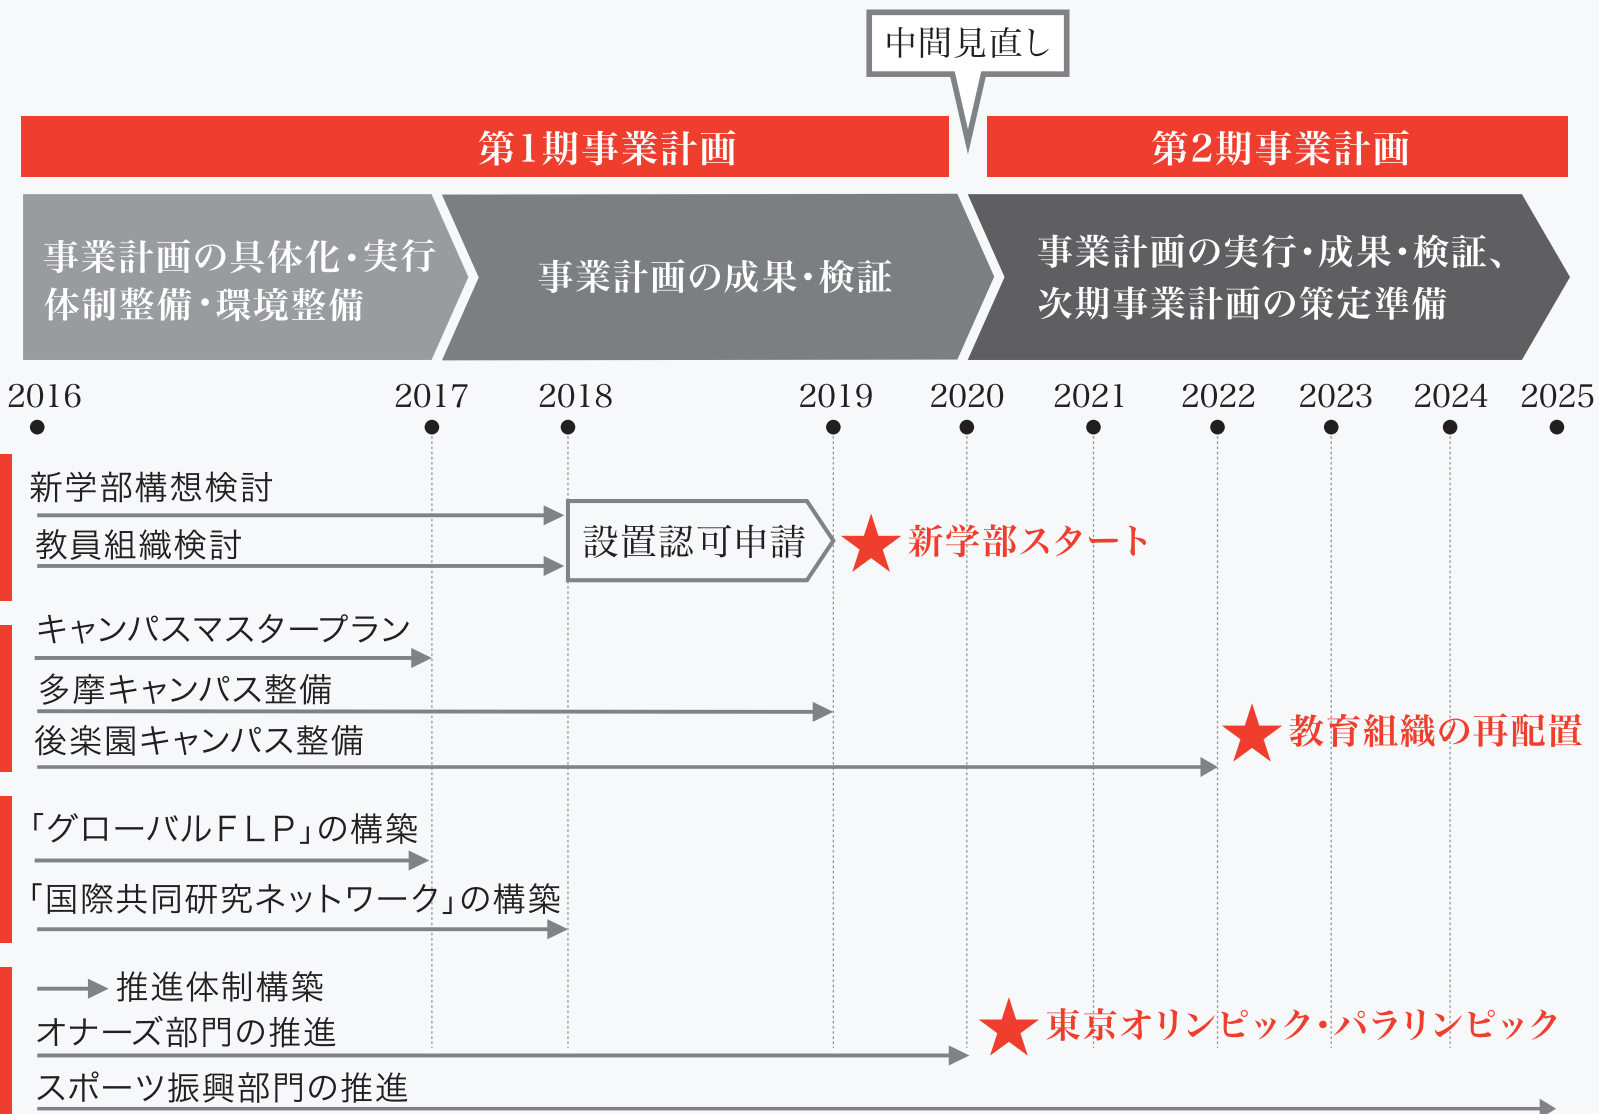 中間見直し
第1期事業計画
第2期事業計画
事業計画の具体化・実行
体制整備・環境整備
事業計画の成果・検証
事業計画の実行・成果・検証、
次期事業計画の策定準備
2016 2017 2018 2019 2020 2021 2022 2023 2024 2025
新学部構想検討
教員組織検討
設置認可申請
新学部スタート
キャンパスマスタープラン
多摩キャンパス整備
後楽園キャンパス整備
教育組織の再配置
「グローバルFLP」の構築
「国際共同研究ネットワーク」の構築
推進体制構築
オナーズ部門の推進
東京オリンピック・パラリンピック
スポーツ振興部門の推進